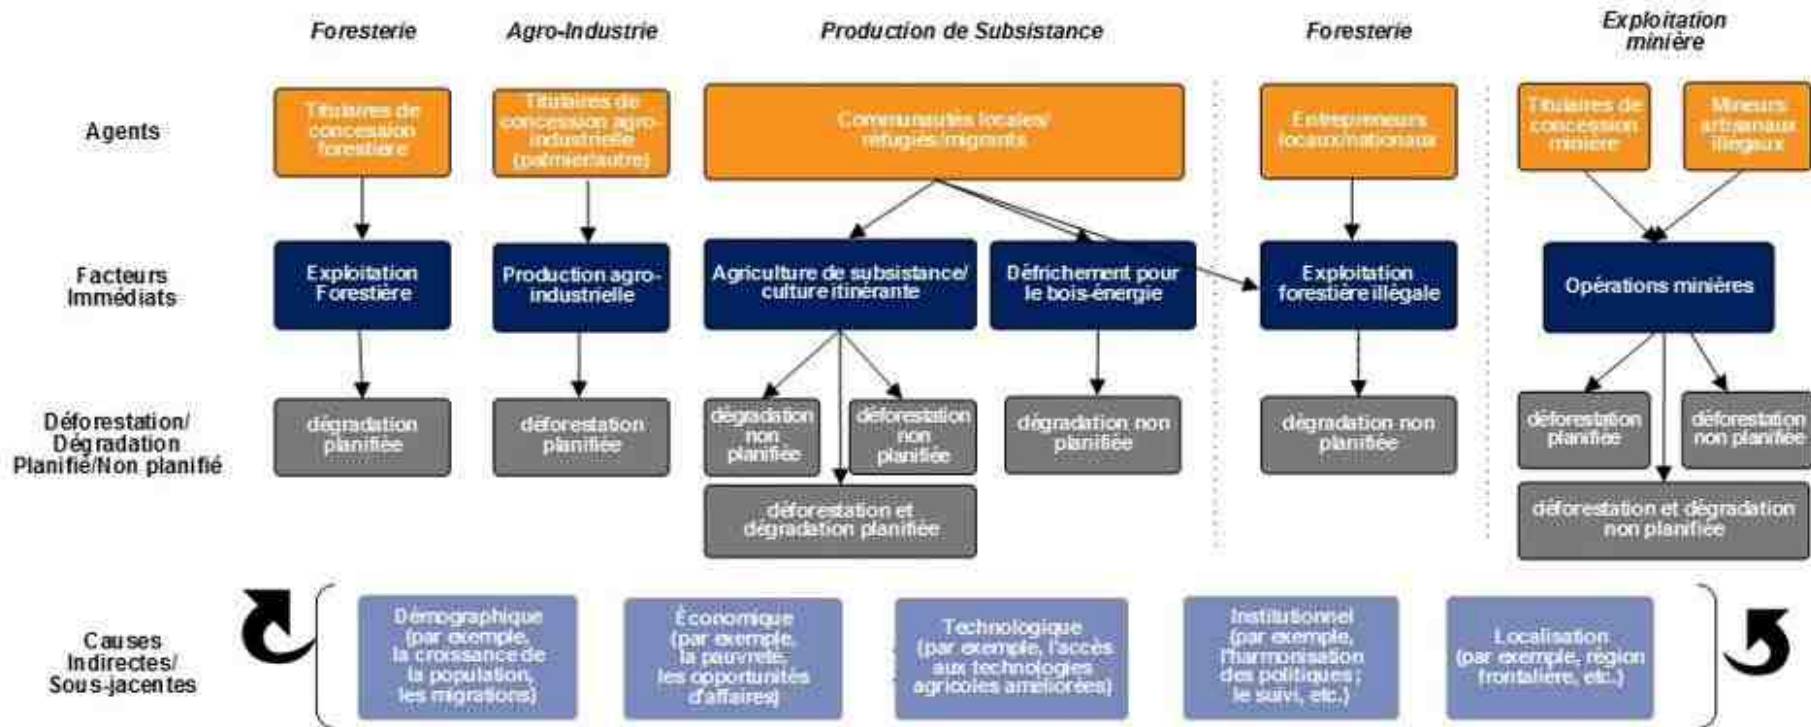 Foresterie
Agro-Industrie
Production de Subsistance
Foresterie
Exploitation
minière
Agents
Titulaires de
concession
forestière
Titulaires de
concession agro-
industrielle
(palmier/autre)
Communautés locales/
réfugiés/migrants
Entrepreneurs
locaux/nationaux
Titulaires de
concession
minière
Mineurs
artisanaux
illégaux
Facteurs
Immédiats
Exploitation
Forestière
Production agro-
industrielle
Agriculture de subsistance/
culture itinérante
Défrichement pour
le bois-énergie
Exploitation
forestière illégale
Opérations minières
Déforestation/
Dégradation
Planifié/Non planifié
dégradation
planifiée
déforestation
planifiée
dégradation
non
planifiée
déforestation
non
planifiée
déforestation et
dégradation planifiée
dégradation non
planifiée
dégradation non
planifiée
déforestation
planifiée
déforestation
non planifiée
déforestation et dégradation
non planifiée
Causes
Indirectes/
Sous-jacentes
Démographique
(par exemple,
la croissance de
la population,
les migrations)
Économique
(par exemple,
la pauvreté,
les opportunités
d'affaires)
Technologique
(par exemple, l'accès
aux technologies
agricoles améliorées)
Institutionnel
(par exemple,
l'harmonisation
des politiques ;
le suivi, etc.)
Localisation
(par exemple, région
frontalière, etc.)